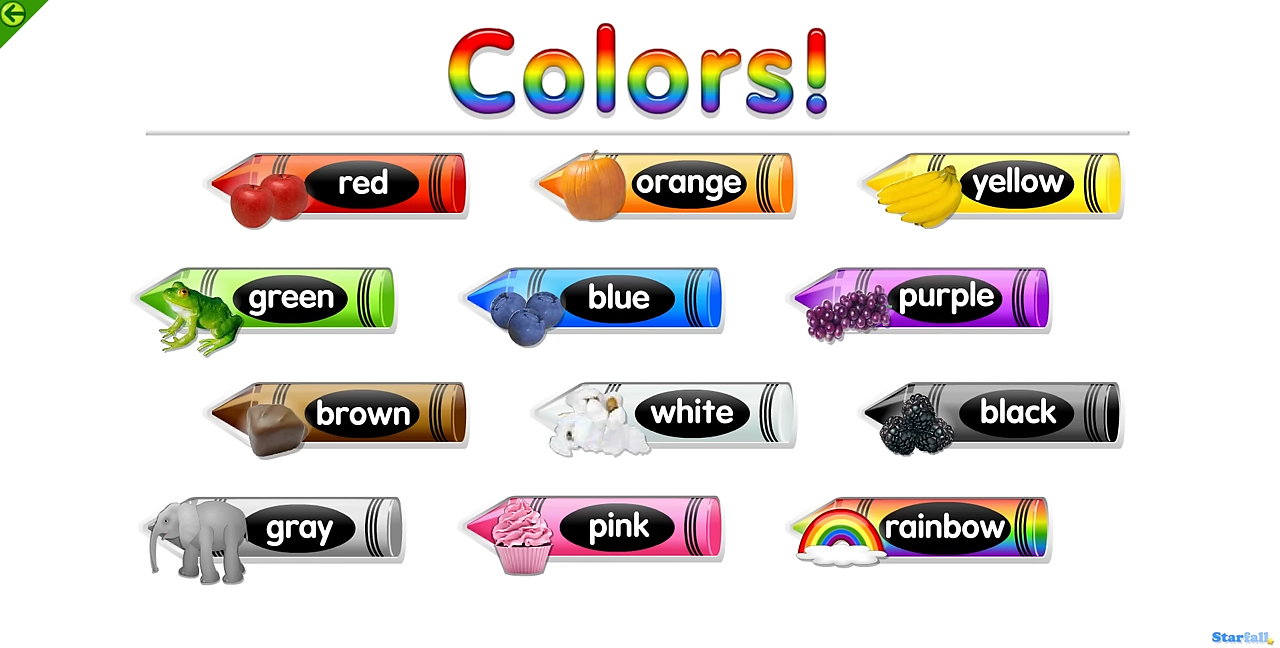 Colors!
red
orange
yellow
green
blue
purple
brown
white
black
gray
pink
rainbow
Starfall